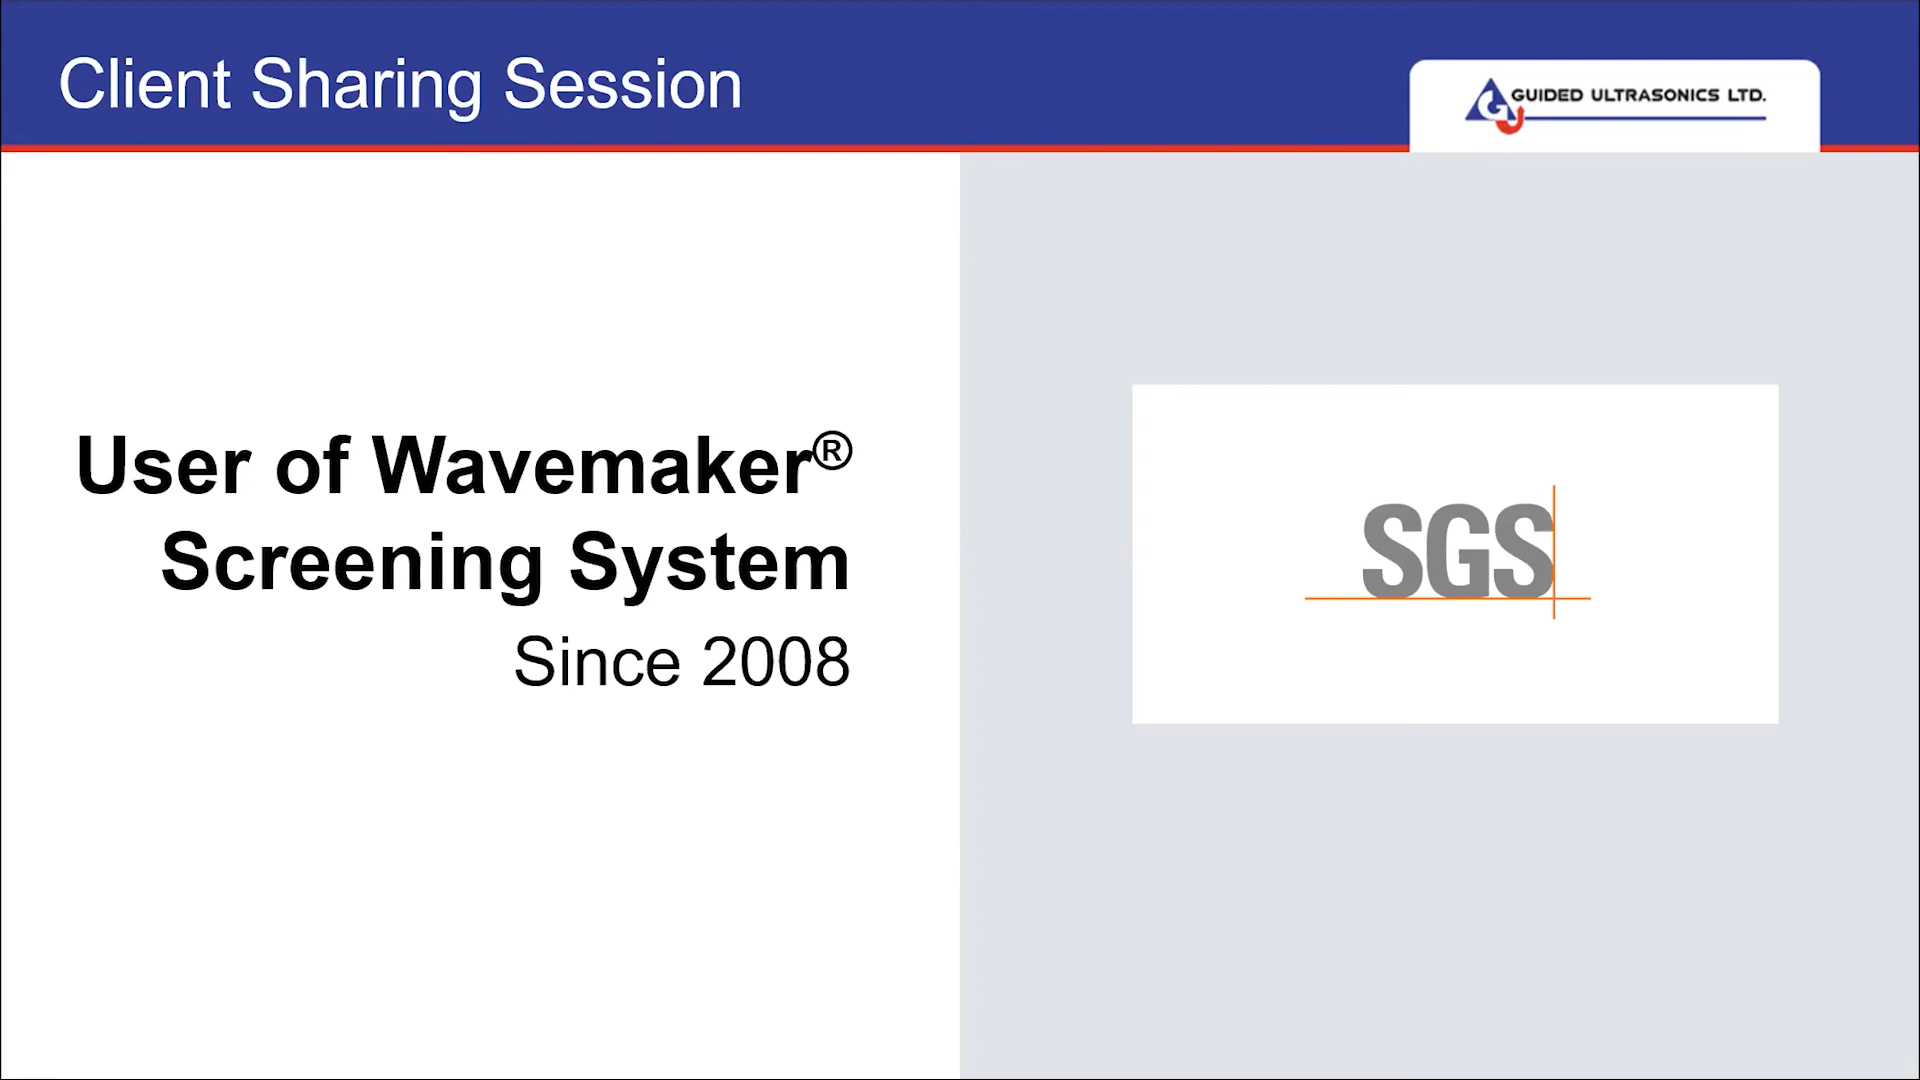 Client Sharing Session
GUIDED ULTRASONICS LTD.
User of Wavemaker®
Screening System
Since 2008
SGS